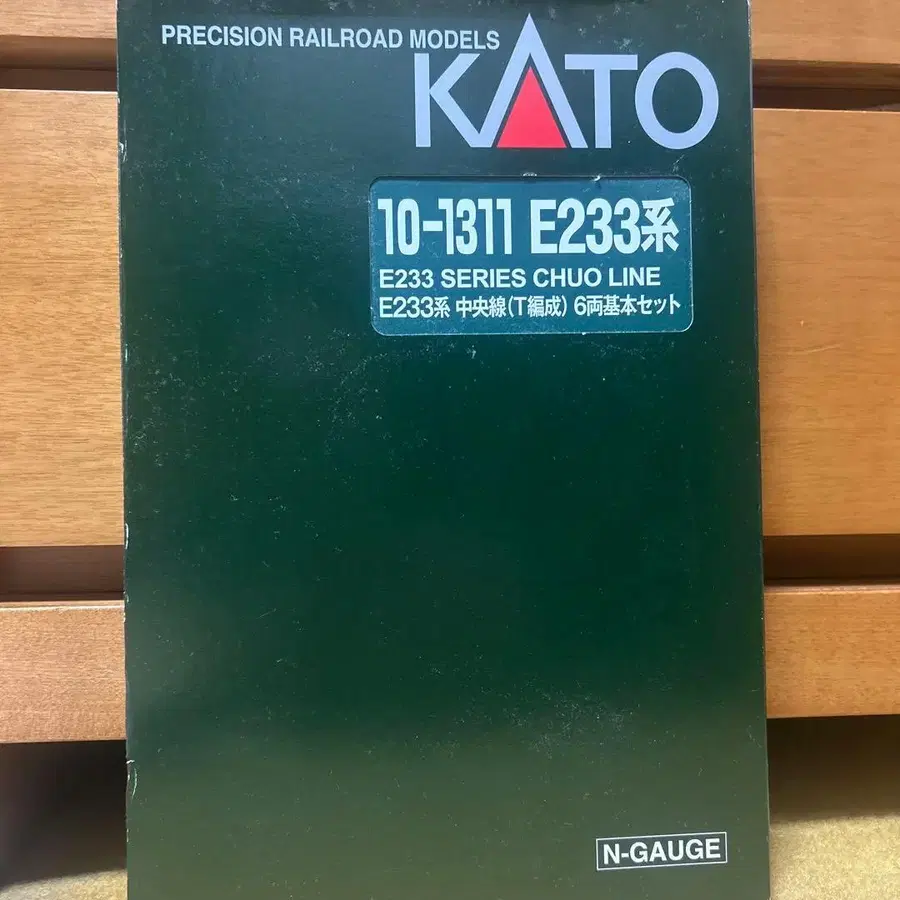 PRECISION RAILROAD MODELS
KATO
10-1311 E233系
E233 SERIES CHUO LINE
E233系 中央線(T編成) 6両基本セット
N-GAUGE